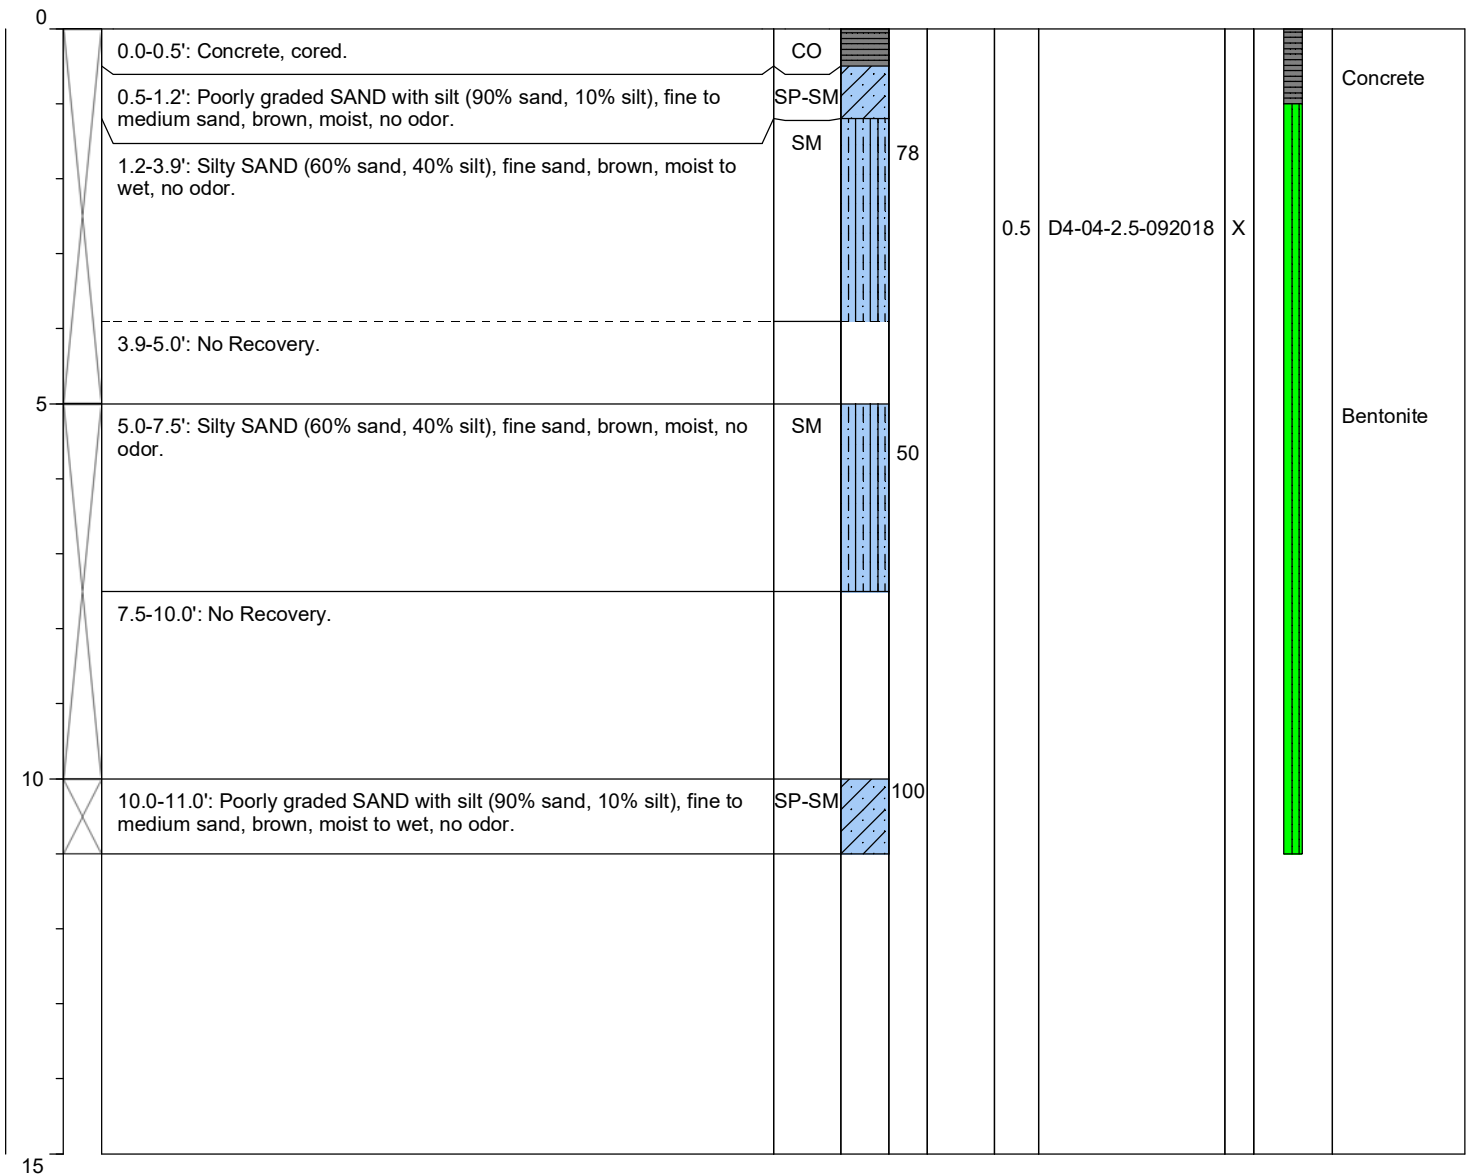 0
0.0-0.5': Concrete, cored.
CO
Concrete
0.5-1.2': Poorly graded SAND with silt (90% sand, 10% silt), fine to
medium sand, brown, moist, no odor.
SP-SM
SM
78
1.2-3.9': Silty SAND (60% sand, 40% silt), fine sand, brown, moist to
wet, no odor.
0.5
D4-04-2.5-092018
X
3.9-5.0': No Recovery.
5
5.0-7.5': Silty SAND (60% sand, 40% silt), fine sand, brown, moist, no
odor.
SM
50
Bentonite
7.5-10.0': No Recovery.
10
10.0-11.0': Poorly graded SAND with silt (90% sand, 10% silt), fine to
medium sand, brown, moist to wet, no odor.
SP-SM
100
15